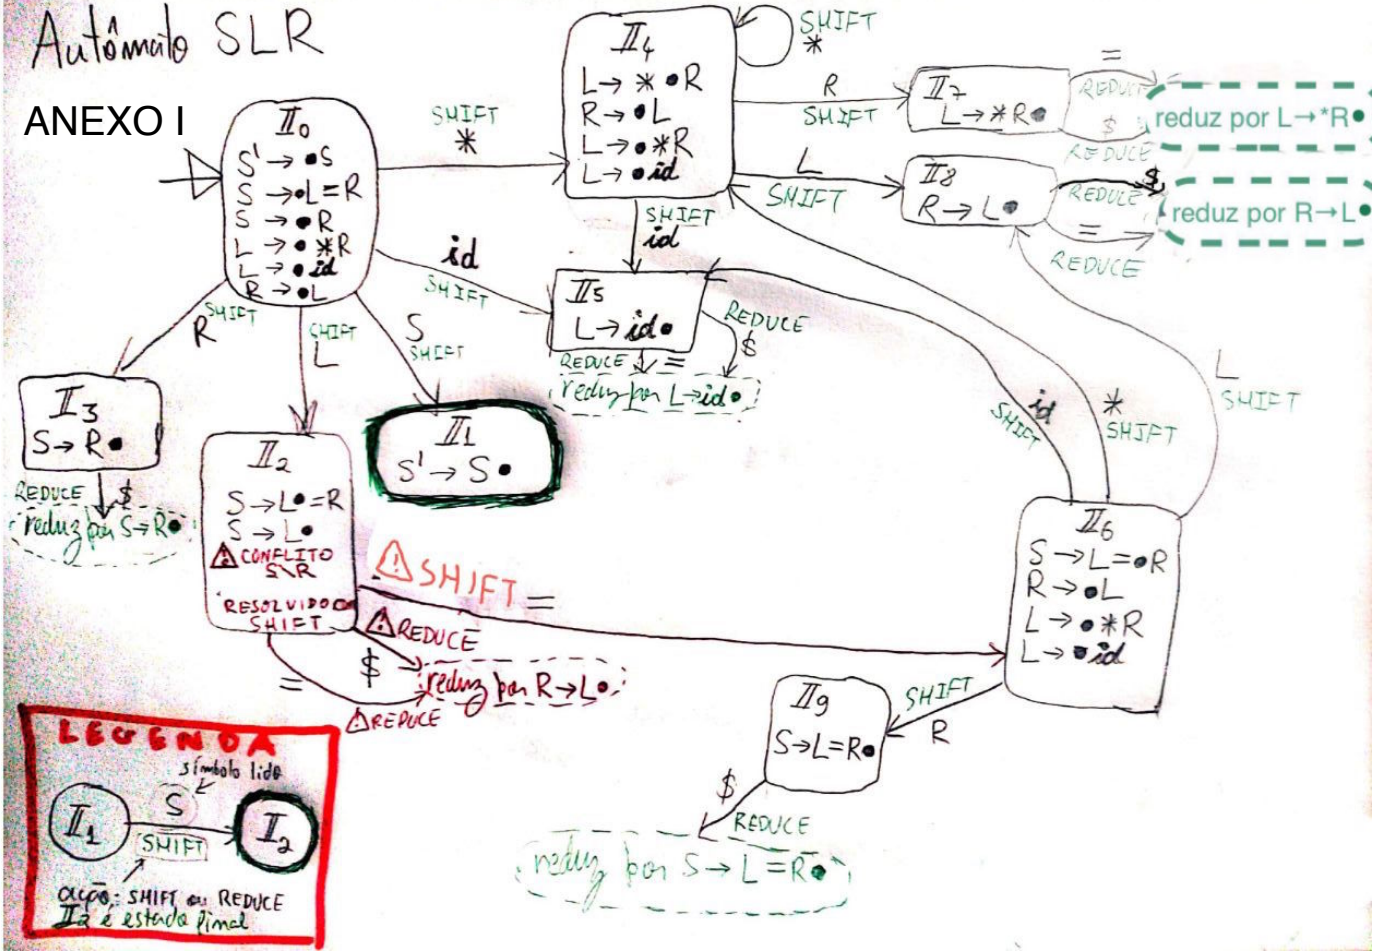 Autômato SLR
ANEXO I
I0
S' → •S
S → •L=R
S → •R
L → •*R
L → •id
R → •L
SHIFT
*
I4
L → *•R
R → •L
L → •*R
L → •id
SHIFT
*
R
SHIFT
I7
L → *R•
=
REDUCE
$
REDUCE
reduz por L→*R•
L
SHIFT
I8
R → L•
$
REDUCE
=
REDUCE
reduz por R→L•
id
SHIFT
SHIFT
id
I5
L → id•
REDUCE
$
REDUCE
=
reduz por L→id•
SHIFT
R
SHIFT
L
S
SHIFT
I3
S → R•
REDUCE
$
reduz por S→R•
I2
S → L•=R
S → L•
CONFLITO
S\R
RESOLVIDO
SHIFT
I1
S' → S•
SHIFT =
REDUCE
$
=
REDUCE
reduz por R→L•
id
SHIFT
*
SHIFT
L
SHIFT
I6
S → L=•R
R → •L
L → •*R
L → •id
SHIFT
R
I9
S→L=R•
$
REDUCE
reduz por S → L=R•
LEGENDA
símbolo lido
I1
S
SHIFT
I2
ação: SHIFT ou REDUCE
I2 é estado final